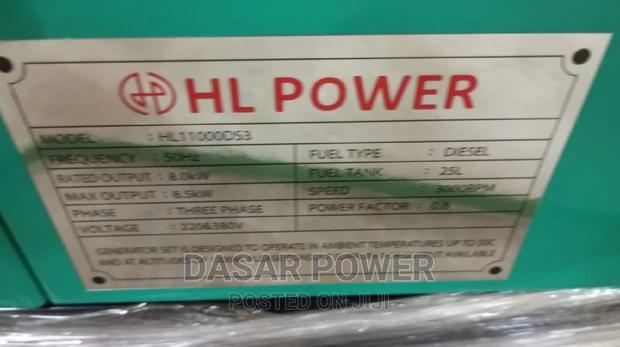 HL POWER
MODEL : HL11000DS3
FREQUENCY : 50Hz FUEL TYPE : DIESEL
RATED OUTPUT : 8.0kW FUEL TANK : 25L
MAX OUTPUT : 8.5kW SPEED : 3000RPM
PHASE : THREE PHASE POWER FACTOR : 0.8
VOLTAGE : 220&380V
GENERATOR SET IS DESIGNED TO OPERATE IN AMBIENT TEMPERATURES UP TO 50C
AND AT ALTITUDE AVAILABLE
DASAR POWER
POSTED ON JIJI